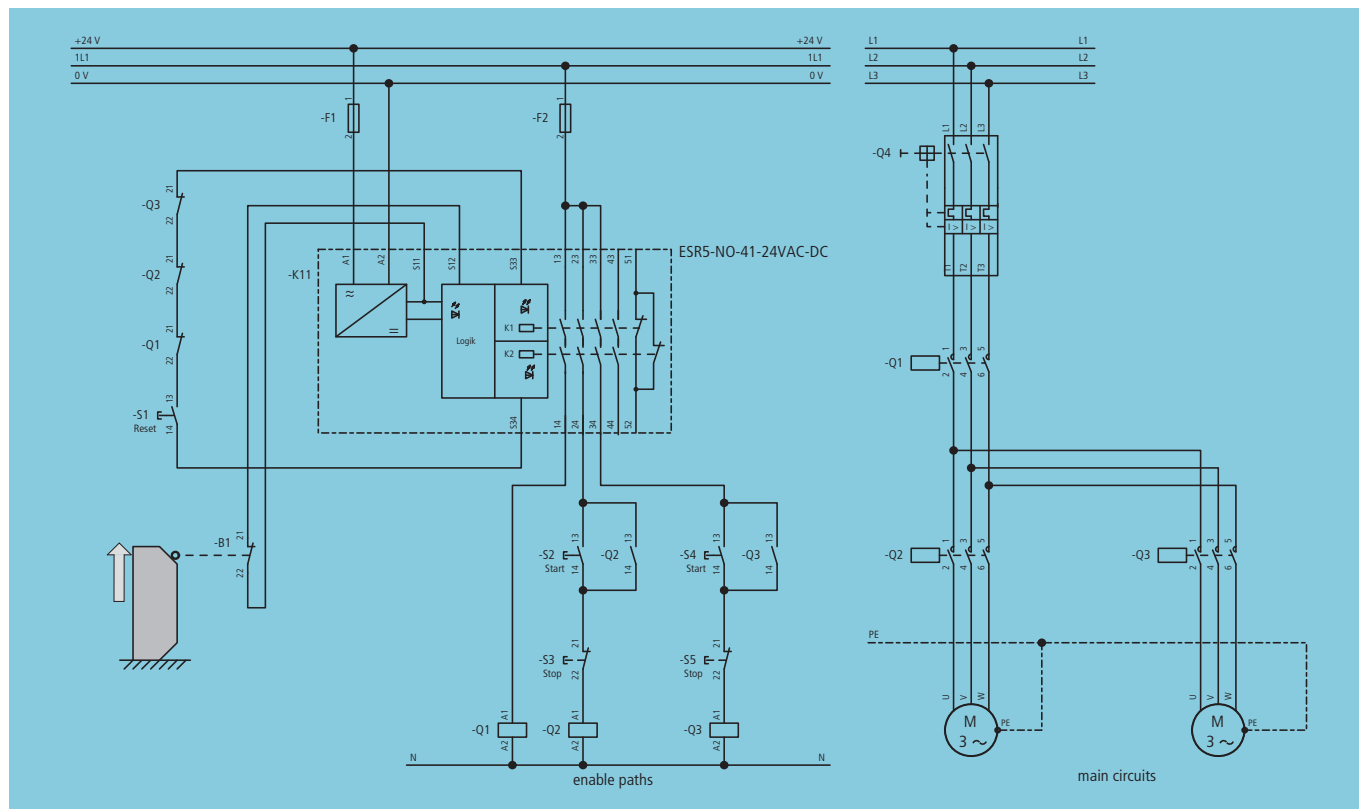 +24 V +24 V L1 L1
1L1 1L1 L2 L2
0 V 0 V L3 L3
-F1 1 2
-F2 1 2
L1 L2 L3
-Q4
I > I > I >
T1 T2 T3
-Q3 21 22
-Q2 21 22
-Q1 21 22
-S1 13 14
Reset
ESR5-NO-41-24VAC-DC
-K11
A1 A2 S11 S12 S33 13 23 33 43 51
Logik
K1
K2
S34 14 24 34 44 52
-Q1 1 3 5
2 4 6
-B1 21 22
-S2 13 14
Start
-Q2 13 14
-S4 13 14
Start
-Q3 13 14
-Q2 1 3 5
2 4 6
-Q3 1 3 5
2 4 6
-S3 21 22
Stop
-S5 21 22
Stop
PE
-Q1 A1 A2
-Q2 A1 A2
-Q3 A1 A2
U V W
M
3 ~
PE
U V W
M
3 ~
PE
N N
enable paths
main circuits